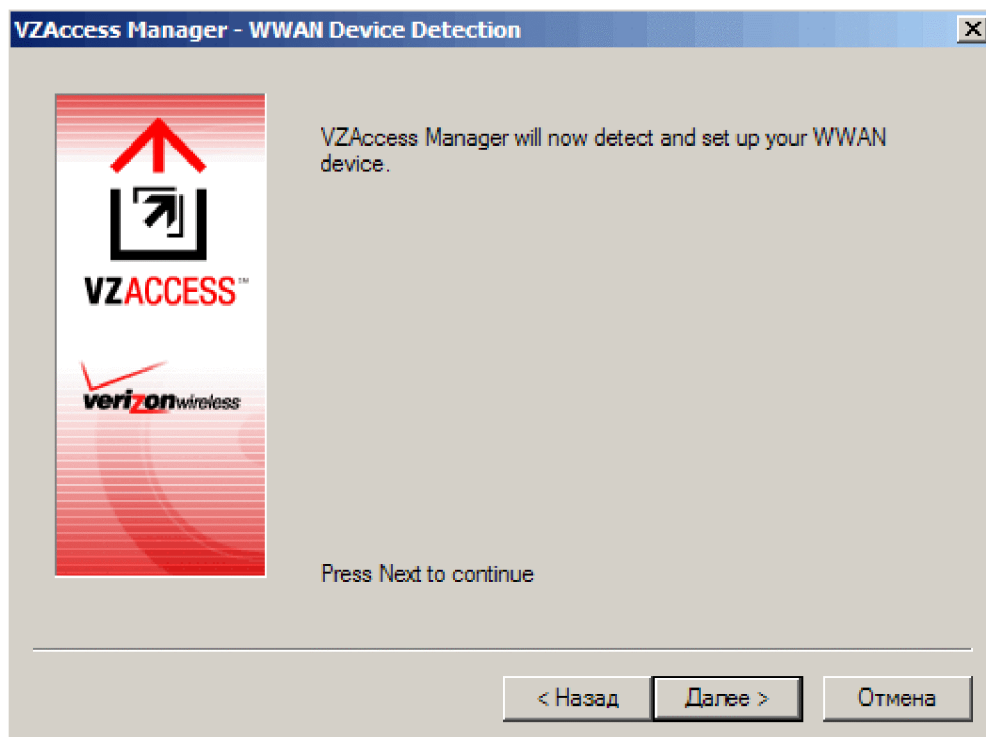 VZAccess Manager - WWAN Device Detection
VZAccess Manager will now detect and set up your WWAN
device.
VZACCESS™
verizonwireless
Press Next to continue
< Назад
Далее >
Отмена